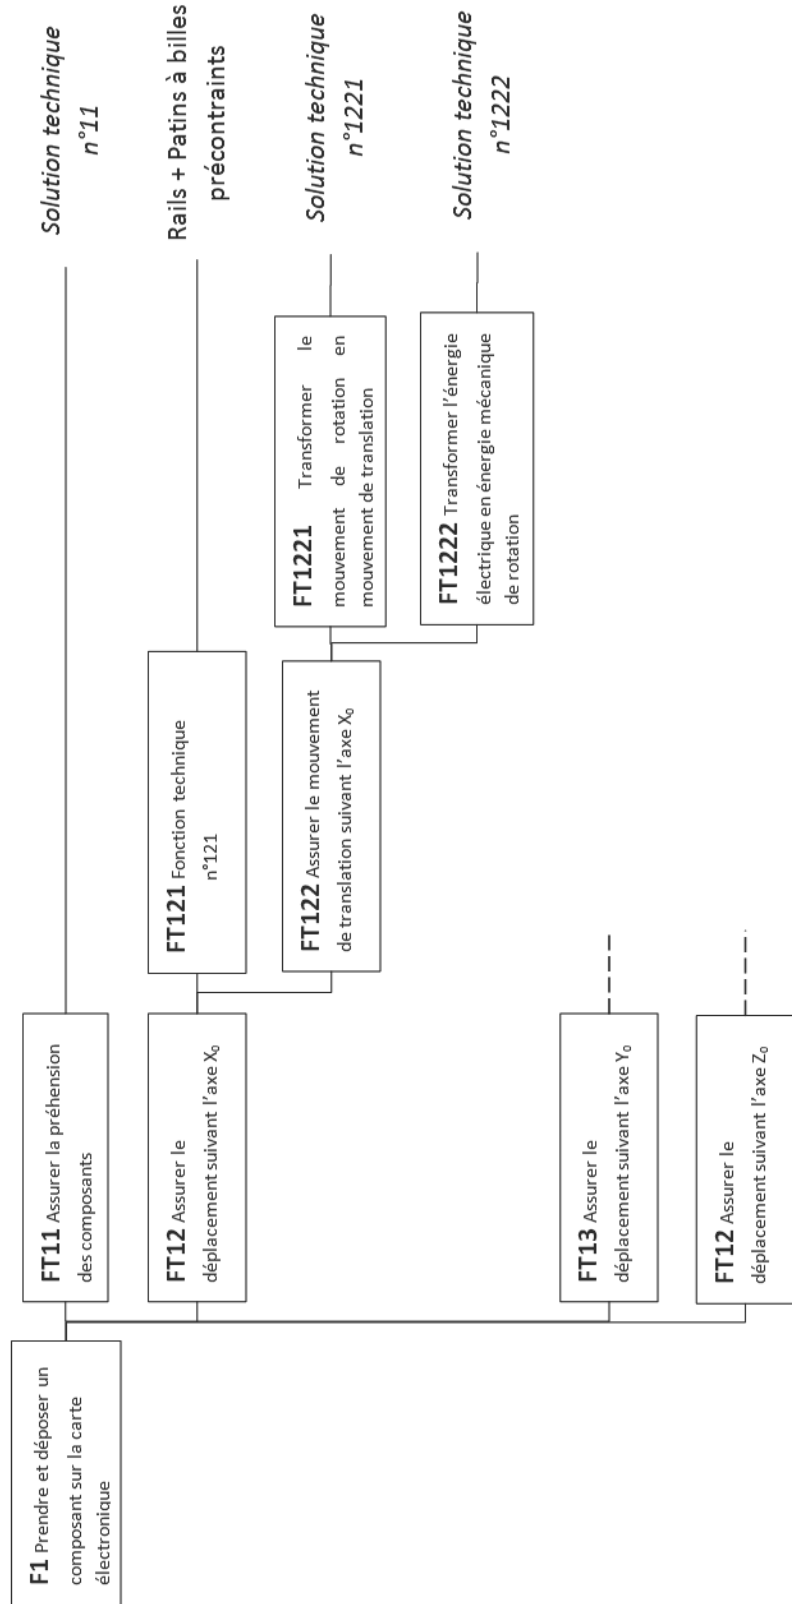 F1 Prendre et déposer un
composant sur la carte
électronique
FT11 Assurer la préhension
des composants
Solution technique
n°11
FT12 Assurer le
déplacement suivant l'axe X₀
FT121 Fonction technique
n°121
Rails + Patins à billes
précontraints
FT122 Assurer le mouvement
de translation suivant l'axe X₀
FT1221 Transformer le
mouvement de rotation en
mouvement de translation
Solution technique
n°1221
FT1222 Transformer l'énergie
électrique en énergie mécanique
de rotation
Solution technique
n°1222
FT13 Assurer le
déplacement suivant l'axe Y₀
FT12 Assurer le
déplacement suivant l'axe Z₀